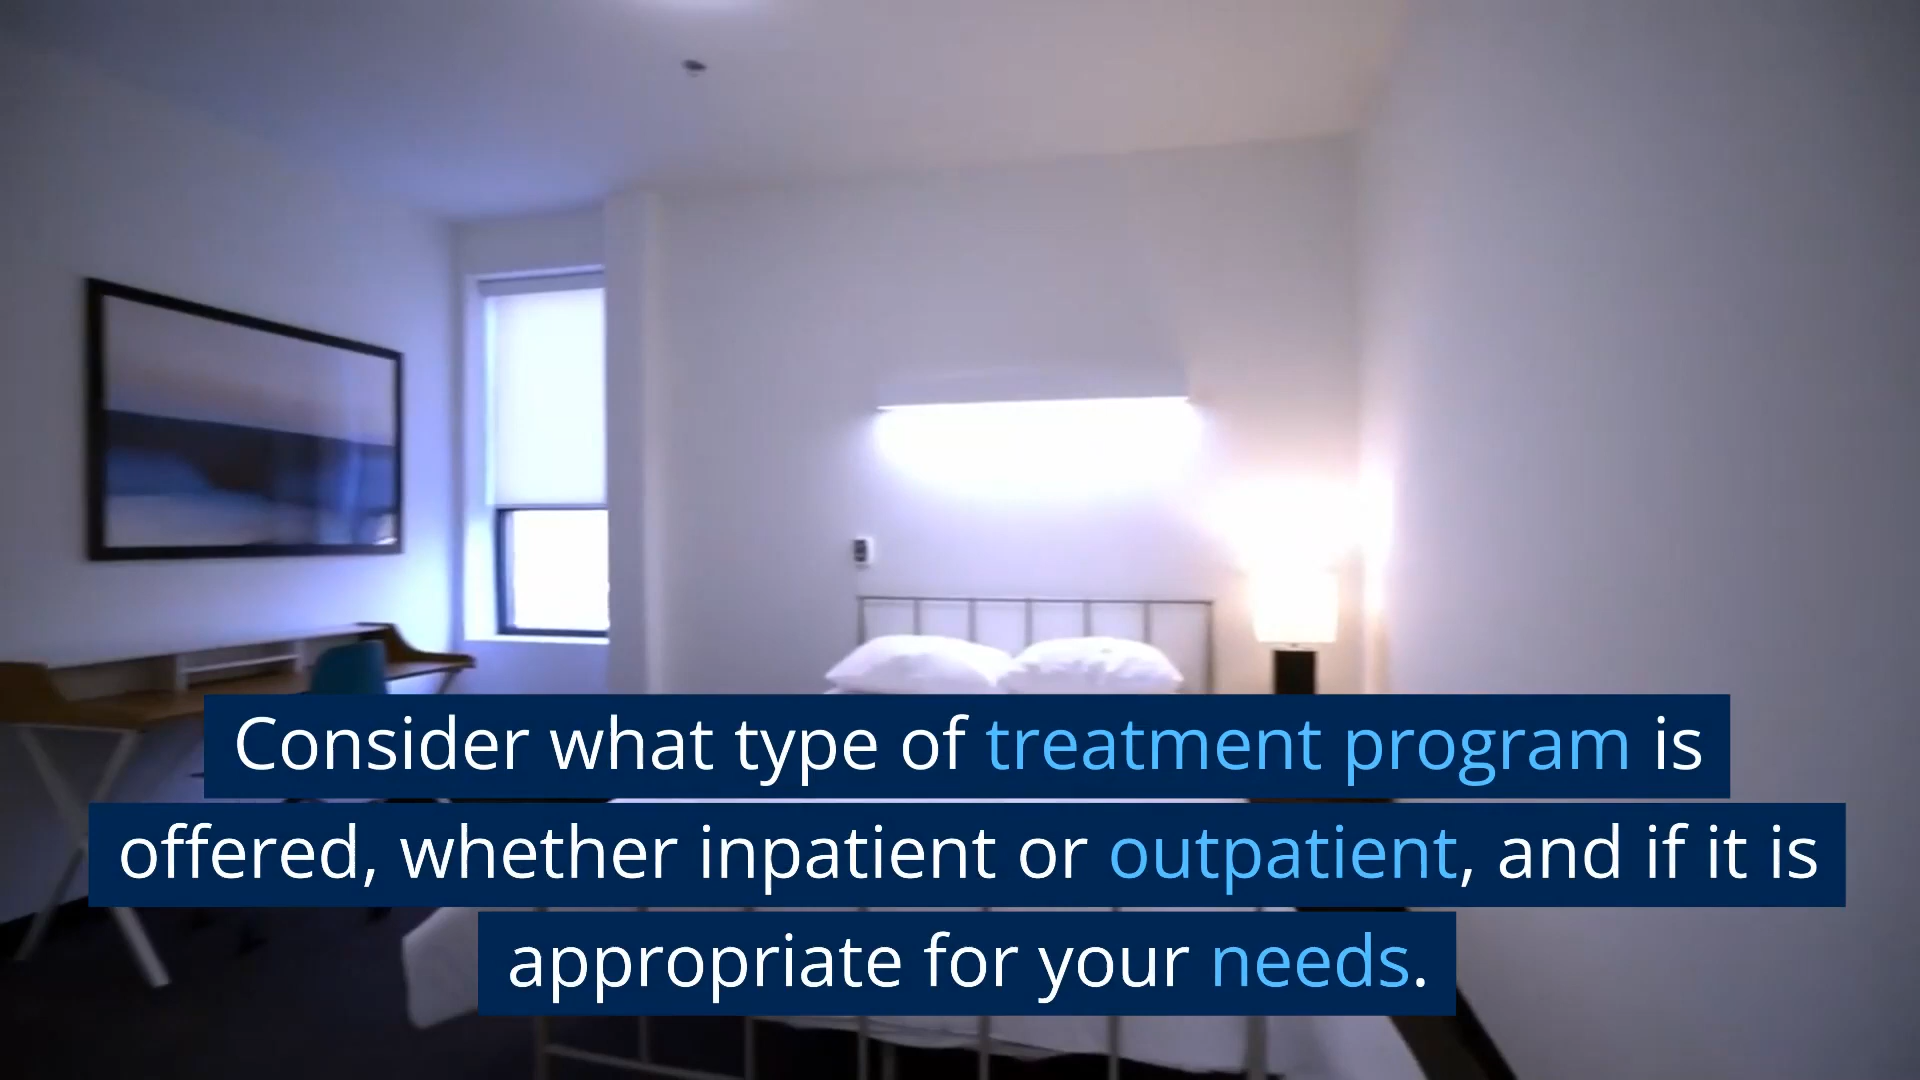 Consider what type of treatment program is
offered, whether inpatient or outpatient, and if it is
appropriate for your needs.